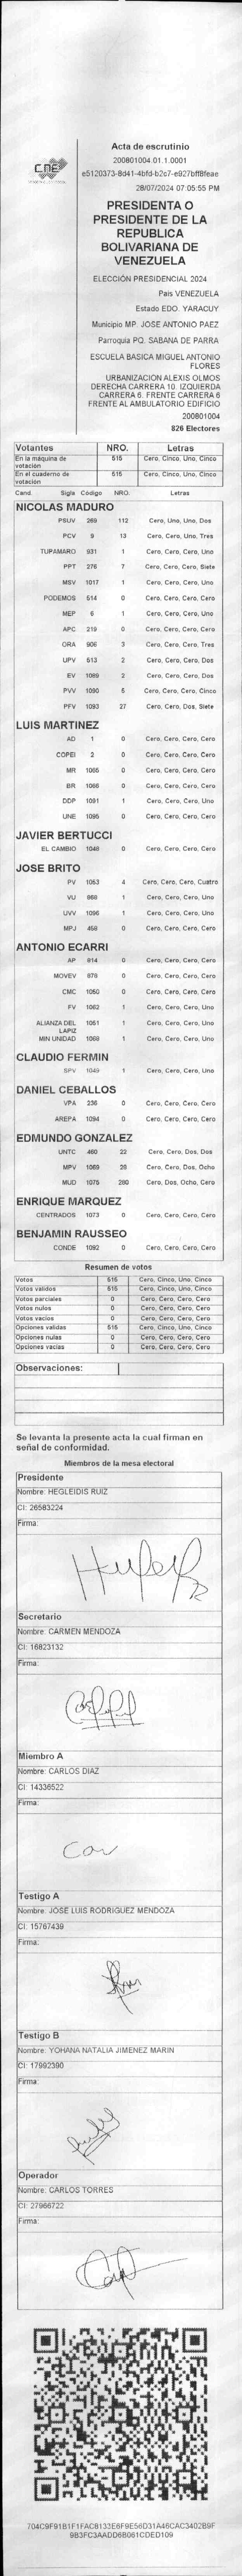 CNE
Acta de escrutinio
200801004.01.1.0001
e5120373-8d41-4bfd-b2c7-e927bff8feae
28/07/2024 07:05:55 PM
PRESIDENTA O
PRESIDENTE DE LA
REPUBLICA
BOLIVARIANA DE
VENEZUELA
ELECCIÓN PRESIDENCIAL 2024
Pais VENEZUELA
Estado EDO. YARACUY
Municipio MP. JOSE ANTONIO PAEZ
Parroquia PQ. SABANA DE PARRA
ESCUELA BASICA MIGUEL ANTONIO
FLORES
URBANIZACION ALEXIS OLMOS
DERECHA CARRERA 10. IZQUIERDA
CARRERA 6. FRENTE CARRERA 6
FRENTE AL AMBULATORIO EDIFICIO
200801004
826 Electores
Votantes NRO. Letras
En la máquina de votación 515 Cero, Cinco, Uno, Cinco
En el cuaderno de votación 515 Cero, Cinco, Uno, Cinco
Cand. Sigla Código NRO. Letras
NICOLAS MADURO
PSUV 269 112 Cero, Uno, Uno, Dos
PCV 9 13 Cero, Cero, Uno, Tres
TUPAMARO 931 1 Cero, Cero, Cero, Uno
PPT 276 7 Cero, Cero, Cero, Siete
MSV 1017 1 Cero, Cero, Cero, Uno
PODEMOS 514 0 Cero, Cero, Cero, Cero
MEP 6 1 Cero, Cero, Cero, Uno
APC 219 0 Cero, Cero, Cero, Cero
ORA 906 3 Cero, Cero, Cero, Tres
UPV 513 2 Cero, Cero, Cero, Dos
EV 1089 2 Cero, Cero, Cero, Dos
PVV 1090 5 Cero, Cero, Cero, Cinco
PFV 1093 27 Cero, Cero, Dos, Siete
LUIS MARTINEZ
AD 1 0 Cero, Cero, Cero, Cero
COPEI 2 0 Cero, Cero, Cero, Cero
MR 1065 0 Cero, Cero, Cero, Cero
BR 1066 0 Cero, Cero, Cero, Cero
DDP 1091 1 Cero, Cero, Cero, Uno
UNE 1095 0 Cero, Cero, Cero, Cero
JAVIER BERTUCCI
EL CAMBIO 1048 0 Cero, Cero, Cero, Cero
JOSE BRITO
PV 1053 4 Cero, Cero, Cero, Cuatro
VU 968 1 Cero, Cero, Cero, Uno
UVV 1096 1 Cero, Cero, Cero, Uno
MPJ 458 0 Cero, Cero, Cero, Cero
ANTONIO ECARRI
AP 814 0 Cero, Cero, Cero, Cero
MOVEV 878 0 Cero, Cero, Cero, Cero
CMC 1050 0 Cero, Cero, Cero, Cero
FV 1062 1 Cero, Cero, Cero, Uno
ALIANZA DEL LAPIZ 1051 1 Cero, Cero, Cero, Uno
MIN UNIDAD 1068 1 Cero, Cero, Cero, Uno
CLAUDIO FERMIN
SPV 1049 1 Cero, Cero, Cero, Uno
DANIEL CEBALLOS
VPA 236 0 Cero, Cero, Cero, Cero
AREPA 1094 0 Cero, Cero, Cero, Cero
EDMUNDO GONZALEZ
UNTC 460 22 Cero, Cero, Dos, Dos
MPV 1069 28 Cero, Cero, Dos, Ocho
MUD 1075 280 Cero, Dos, Ocho, Cero
ENRIQUE MARQUEZ
CENTRADOS 1073 0 Cero, Cero, Cero, Cero
BENJAMIN RAUSSEO
CONDE 1092 0 Cero, Cero, Cero, Cero
Resumen de votos
Votos 515 Cero, Cinco, Uno, Cinco
Votos validos 515 Cero, Cinco, Uno, Cinco
Votos parciales 0 Cero, Cero, Cero, Cero
Votos nulos 0 Cero, Cero, Cero, Cero
Votos vacios 0 Cero, Cero, Cero, Cero
Opciones validas 515 Cero, Cinco, Uno, Cinco
Opciones nulas 0 Cero, Cero, Cero, Cero
Opciones vacias 0 Cero, Cero, Cero, Cero
Observaciones:
Se levanta la presente acta la cual firman en
señal de conformidad.
Miembros de la mesa electoral
Presidente
Nombre: HEGLEIDIS RUIZ
CI: 26583224
Firma:
Secretario
Nombre: CARMEN MENDOZA
CI: 16823132
Firma:
Miembro A
Nombre: CARLOS DIAZ
CI: 14336522
Firma:
Testigo A
Nombre: JOSE LUIS RODRIGUEZ MENDOZA
CI: 15767439
Firma:
Testigo B
Nombre: YOHANA NATALIA JIMENEZ MARIN
CI: 17992390
Firma:
Operador
Nombre: CARLOS TORRES
CI: 27986722
Firma:
704C9F91B1F1FAC8133E6F9E56D31A46CAC3402B9F
9B3FC3AADD6B061CDED109